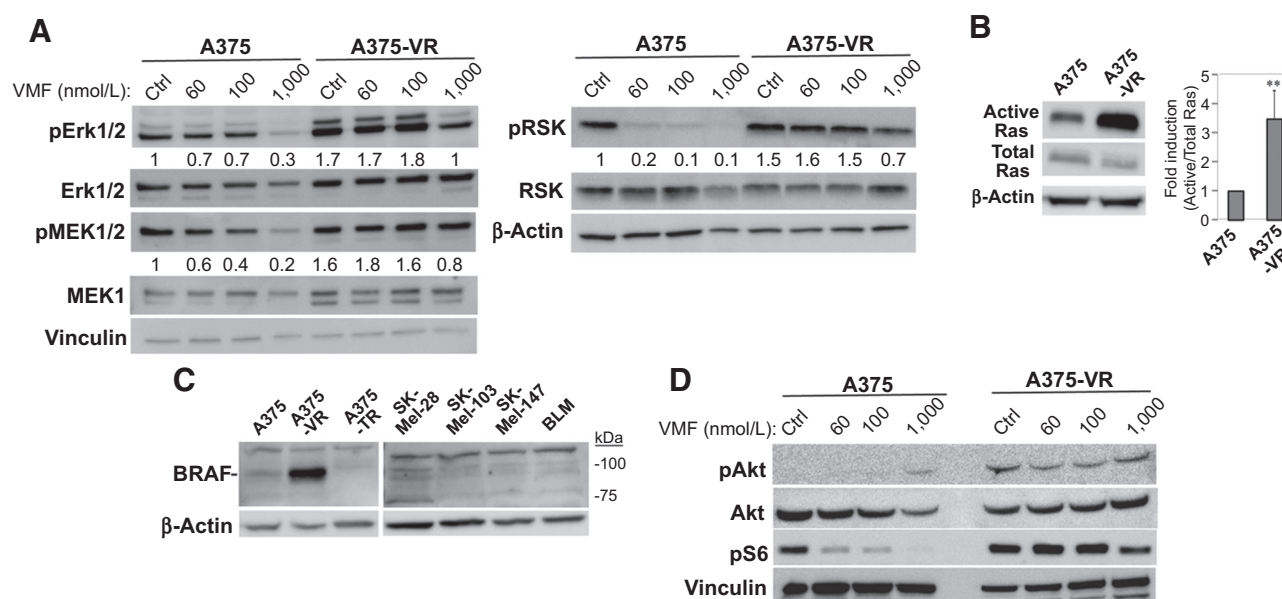 A
A375 A375-VR
VMF (nmol/L): Ctrl 60 100 1,000 Ctrl 60 100 1,000
pErk1/2
1 0.7 0.7 0.3 1.7 1.7 1.8 1
Erk1/2
pMEK1/2
1 0.6 0.4 0.2 1.6 1.8 1.6 0.8
MEK1
Vinculin
A375 A375-VR
Ctrl 60 100 1,000 Ctrl 60 100 1,000
pRSK
1 0.2 0.1 0.1 1.5 1.6 1.5 0.7
RSK
β-Actin
B
A375 A375
-VR
Active
Ras
Total
Ras
β-Actin
Fold induction
(Active/Total Ras)
5
4
3
2
1
0
**
A375 A375
-VR
C
A375 A375
-VR A375
-TR SK-
Mel-28 SK-
Mel-103 SK-
Mel-147 BLM
kDa
BRAF-
-100
-75
β-Actin
D
A375 A375-VR
VMF (nmol/L): Ctrl 60 100 1,000 Ctrl 60 100 1,000
pAkt
Akt
pS6
Vinculin